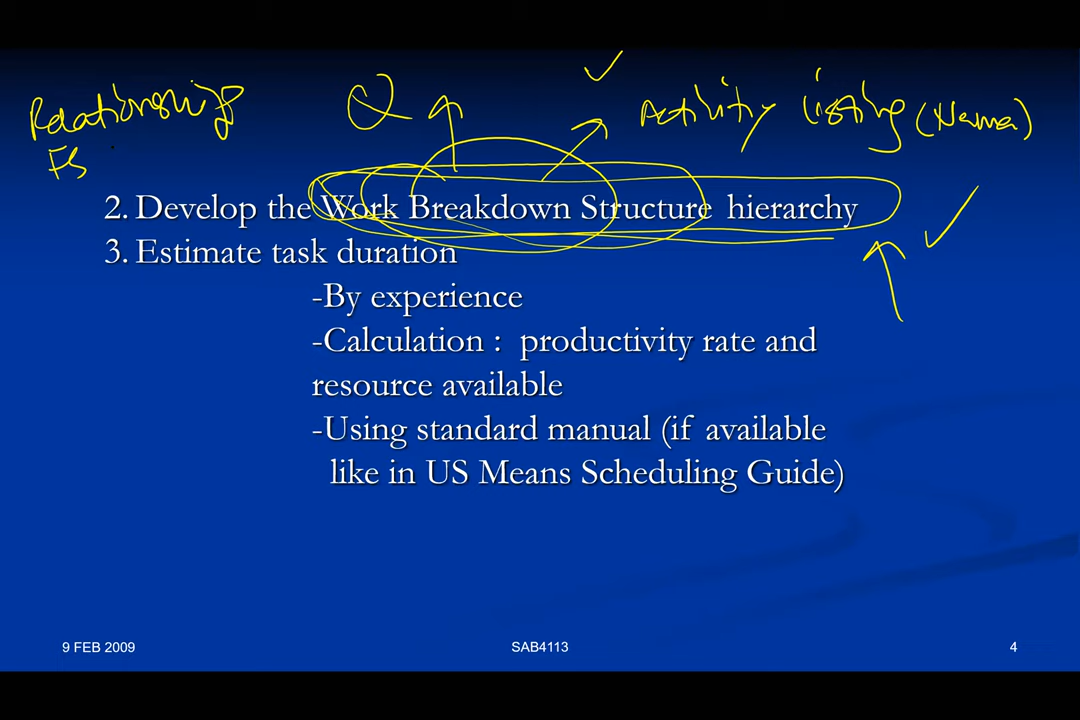 Relationship Q Activity listing (Nama)
FS
2. Develop the Work Breakdown Structure hierarchy
3. Estimate task duration
-By experience
-Calculation : productivity rate and
resource available
-Using standard manual (if available
like in US Means Scheduling Guide)
9 FEB 2009 SAB4113 4